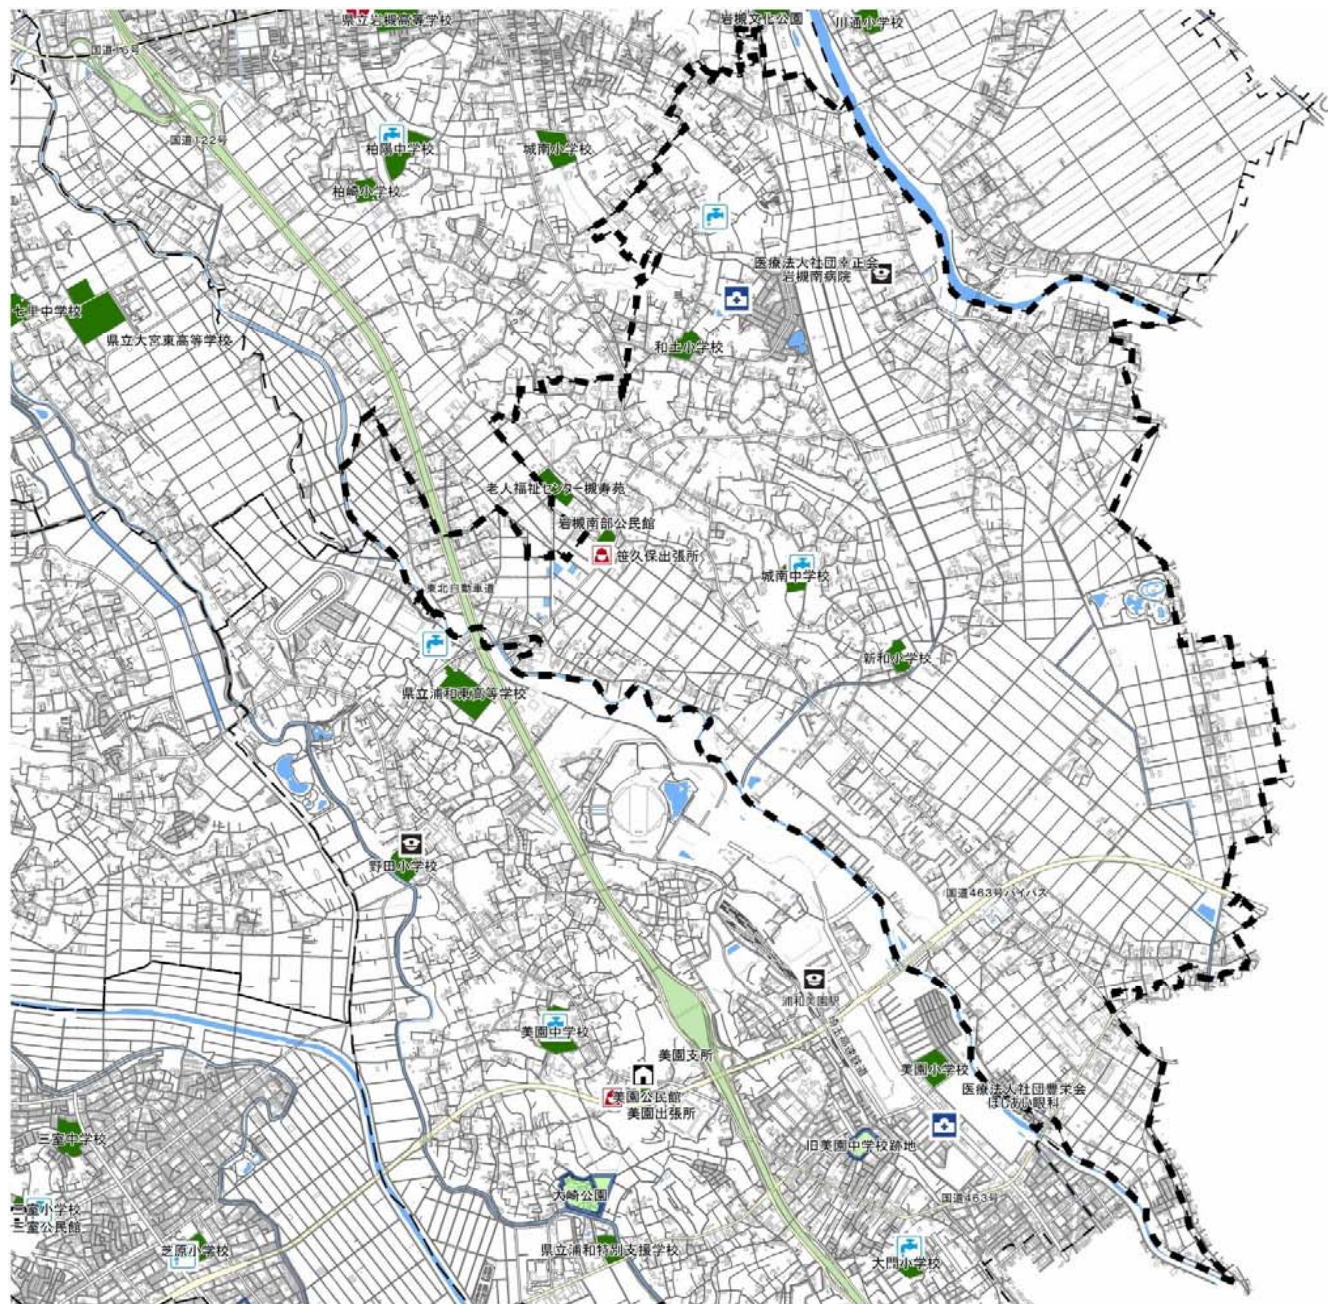 県立岩槻高等学校
岩槻文化公園
川通小学校
国道16号
国道122号
柏陽中学校
城南小学校
柏崎小学校
医療法人社団幸正会
岩槻南病院
七里中学校
県立大宮東高等学校
和土小学校
老人福祉センター槻寿苑
岩槻南部公民館
笹久保出張所
城南中学校
東北自動車道
新和小学校
県立浦和東高等学校
野田小学校
国道463号バイパス
浦和美園駅
美園中学校
埼玉高速鉄道
美園支所
美園小学校
美園公民館
美園出張所
医療法人社団豊栄会
ほしあい眼科
三室中学校
旧美園中学校跡地
大崎公園
国道463号
三室小学校
三室公民館
芝原小学校
県立浦和特別支援学校
大門小学校